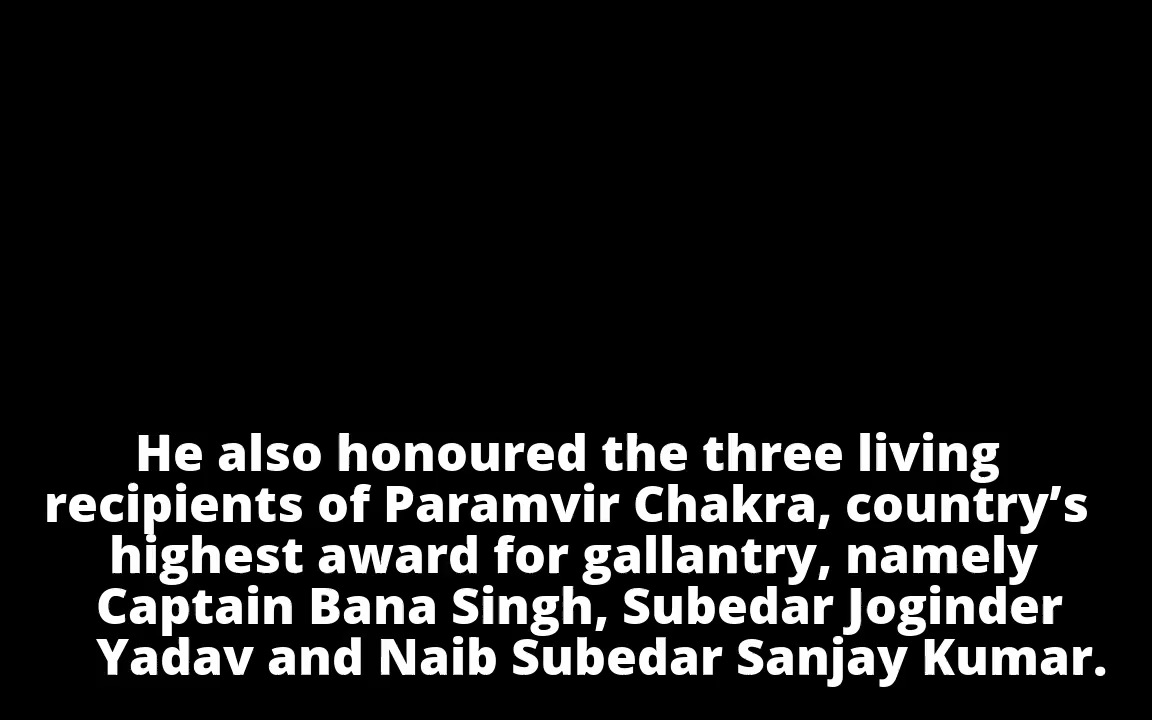 He also honoured the three living
recipients of Paramvir Chakra, country’s
highest award for gallantry, namely
Captain Bana Singh, Subedar Joginder
Yadav and Naib Subedar Sanjay Kumar.